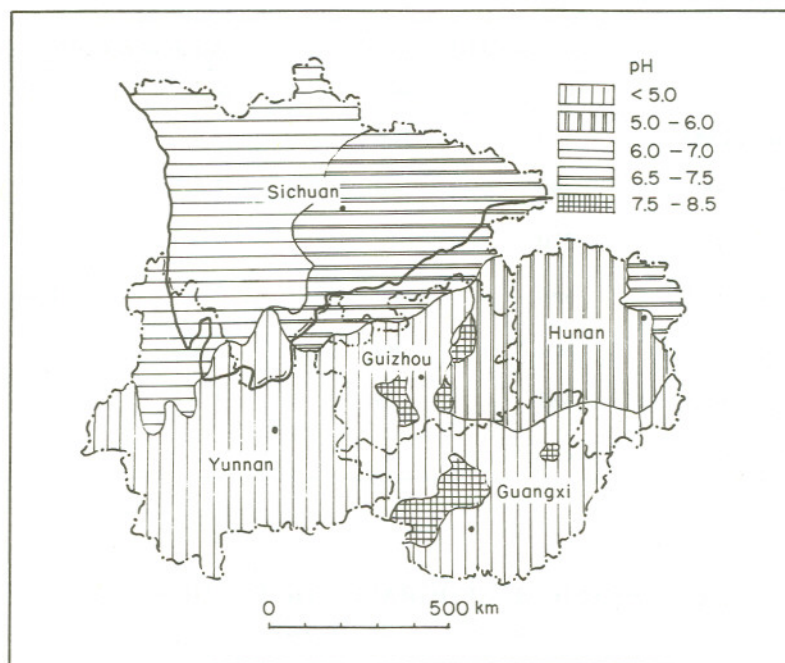 pH
< 5.0
5.0 – 6.0
6.0 – 7.0
6.5 – 7.5
7.5 – 8.5
Sichuan
Hunan
Guizhou
Yunnan
Guangxi
0 500 km